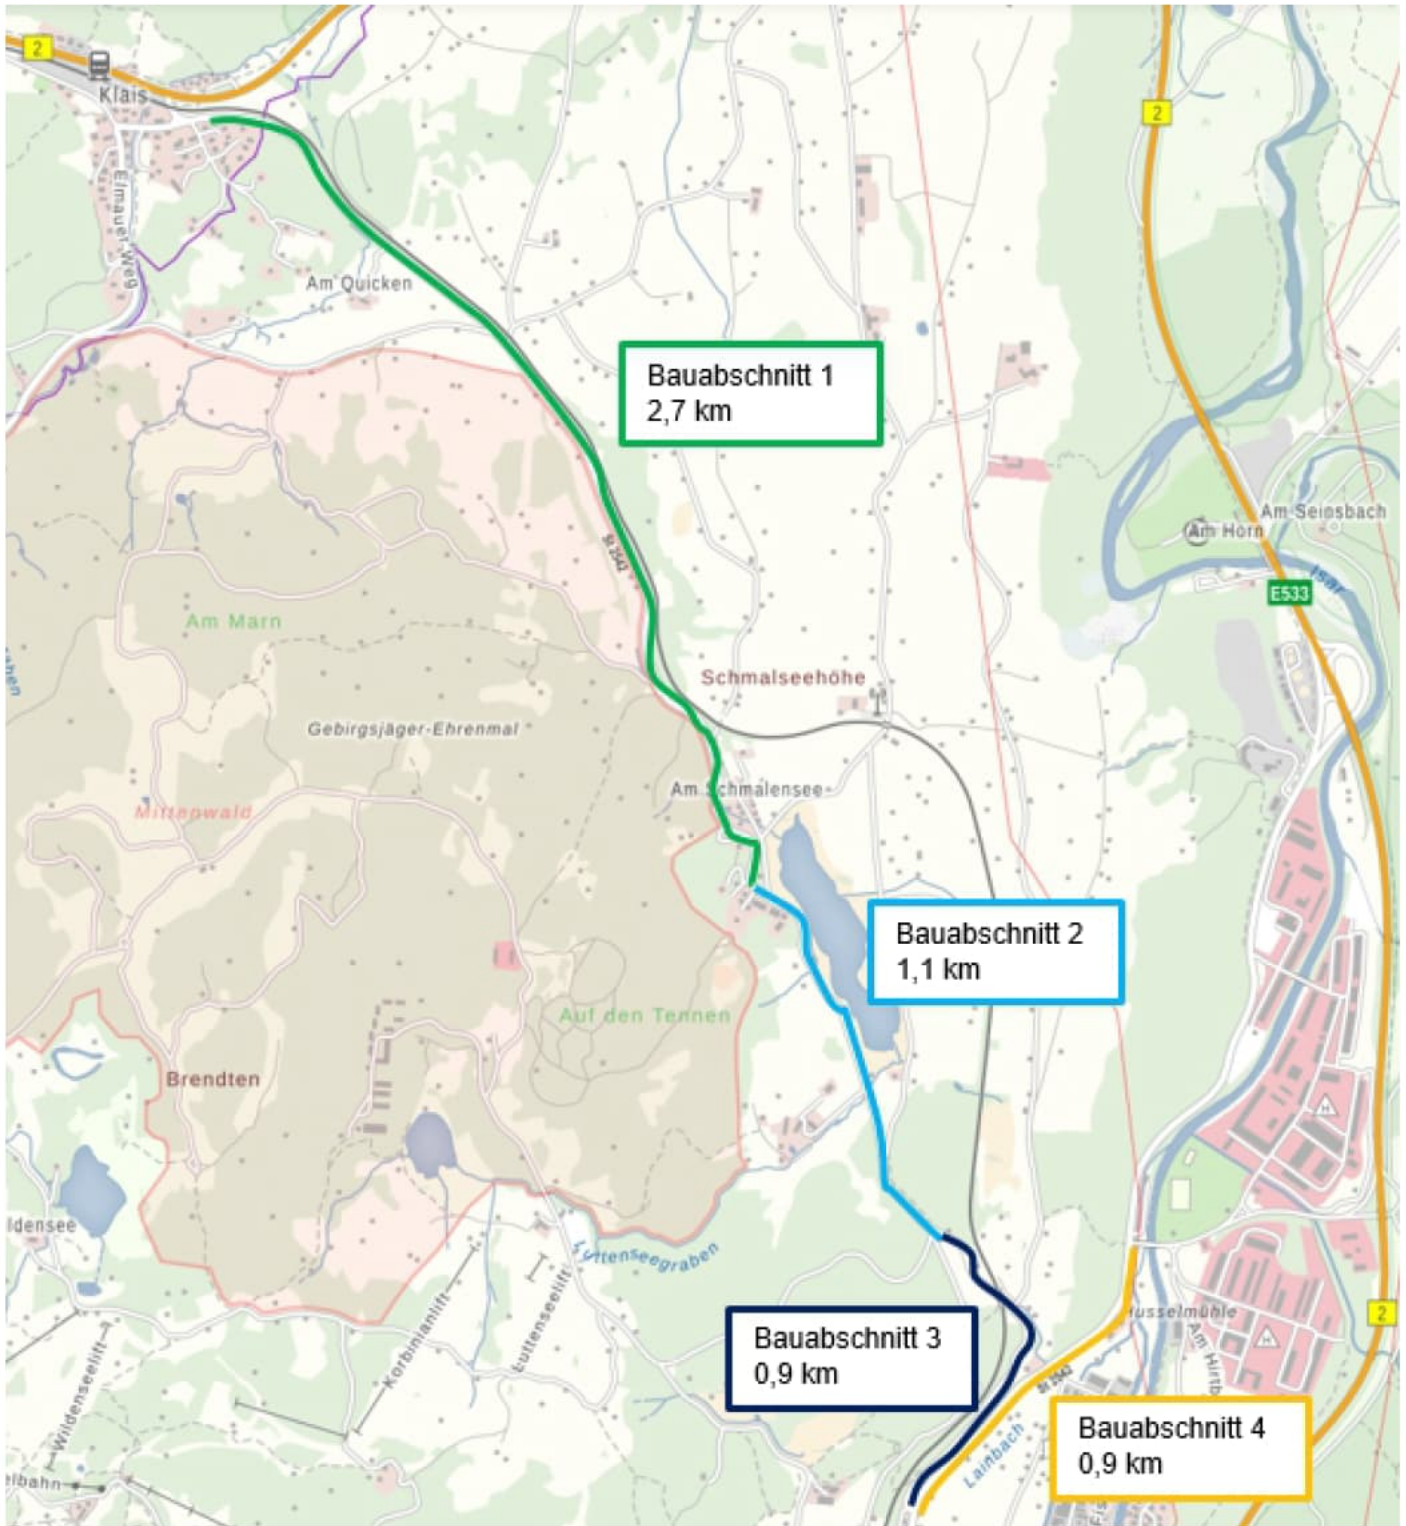 2
Klais
Elmauer Weg
2
Am Quicken
Bauabschnitt 1
2,7 km
Am Seinsbach
Am Horn
Isar
E533
St 2542
Am Marn
Schmalseehöhe
Gebirgsjäger-Ehrenmal
Am Schmalensee
Mittenwald
Bauabschnitt 2
1,1 km
Auf den Tennen
Brendten
H
ldensee
Luttenseegraben
Korbinianlift
Luttenseelift
Wildenseelift
Husselmühle
2
H
Am Hirtb
Bauabschnitt 3
0,9 km
St 2542
Bauabschnitt 4
0,9 km
Lainbach
elbahn